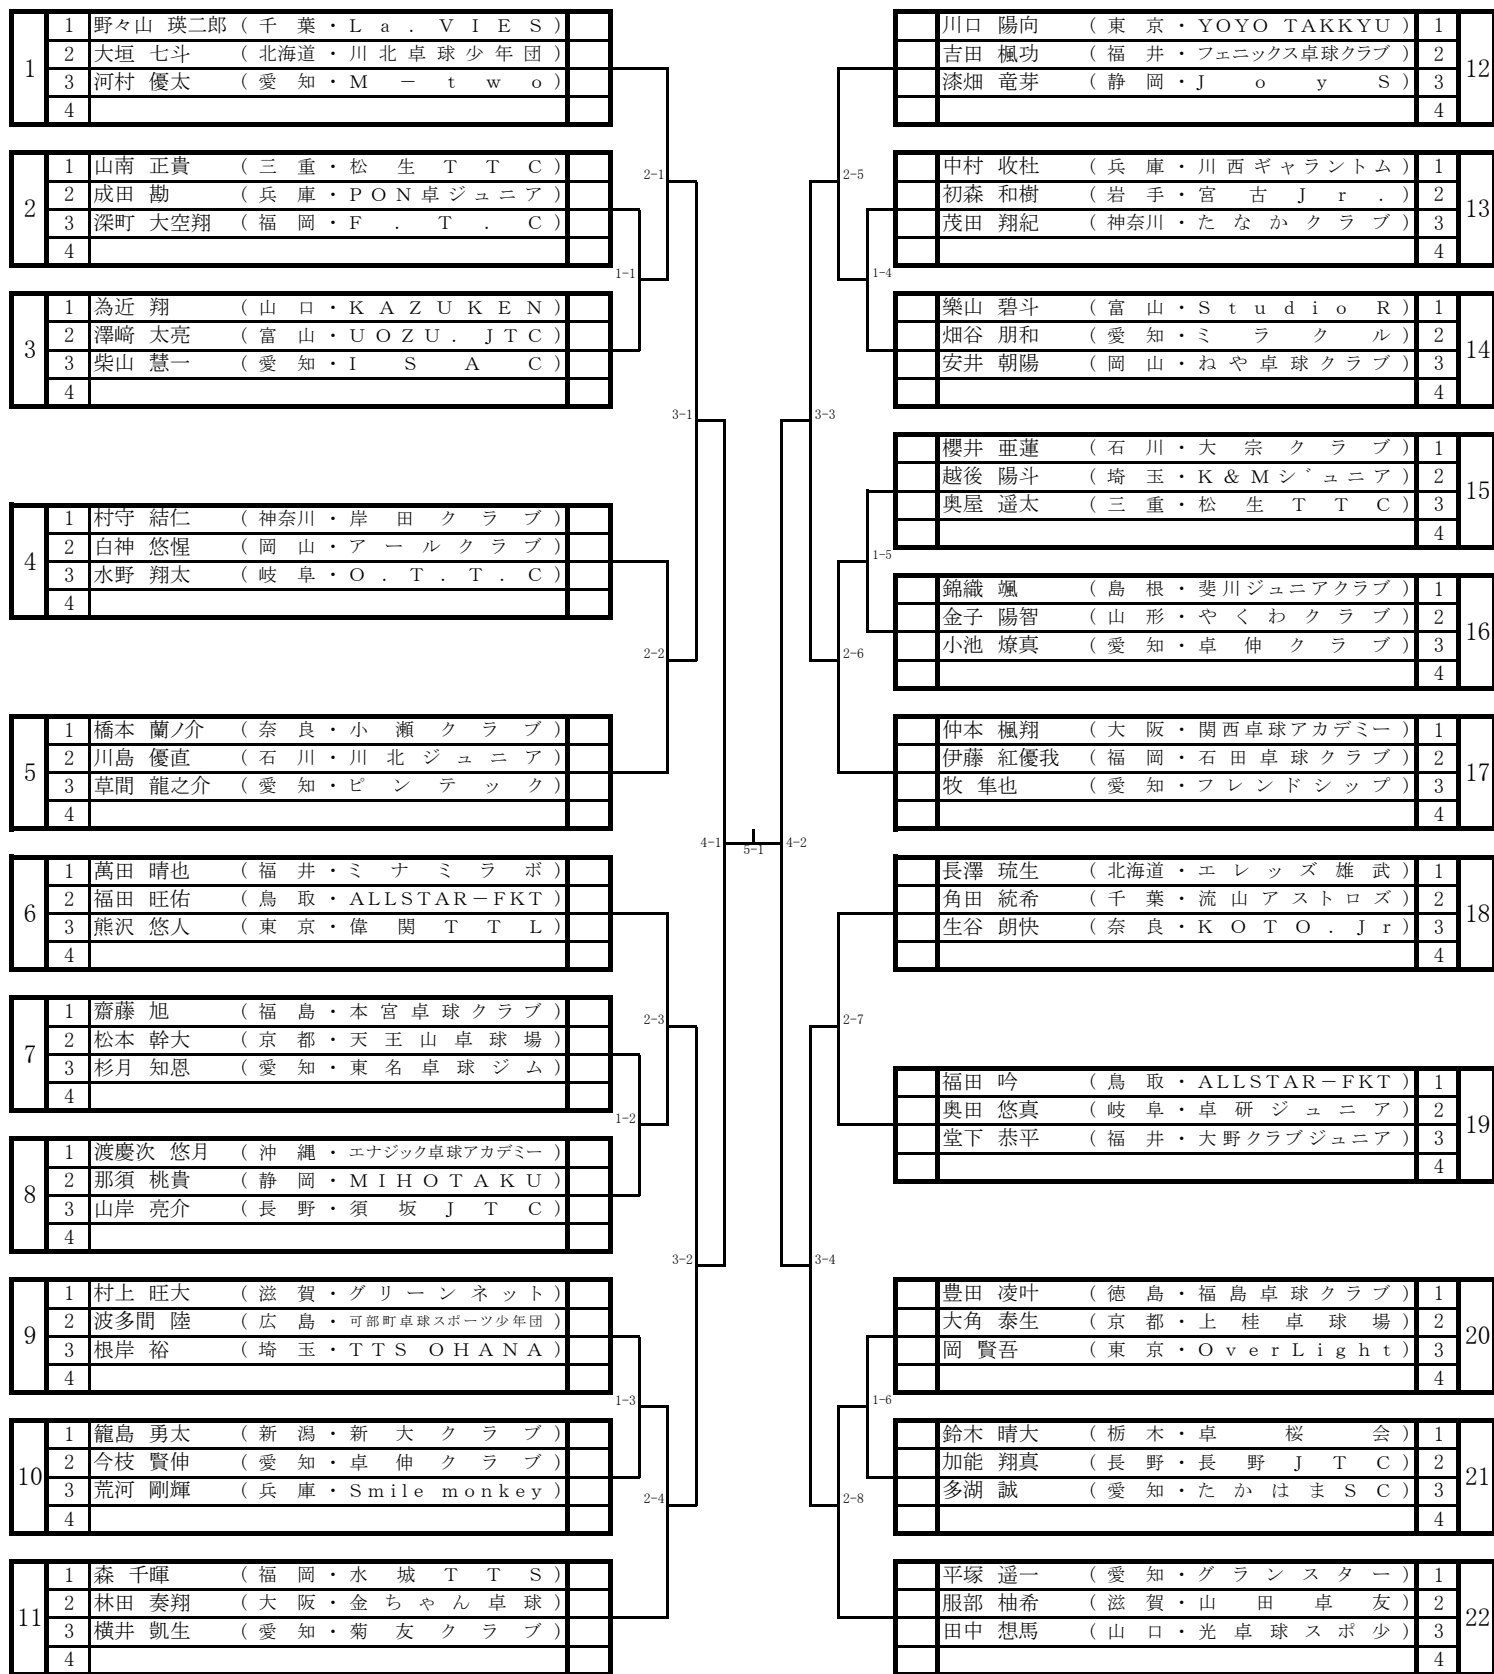 1
1 野々山 瑛二郎 (千葉・La.VIES)
2 大垣 七斗 (北海道・川北卓球少年団)
3 河村 優太 (愛知・M－two)
4
2
1 山南 正貴 (三重・松生TTC)
2 成田 勘 (兵庫・PON卓ジュニア)
3 深町 大空翔 (福岡・F.T.C)
4
3
1 為近 翔 (山口・KAZUKEN)
2 澤﨑 太亮 (富山・UOZU.JTC)
3 柴山 慧一 (愛知・ISAC)
4
4
1 村守 結仁 (神奈川・岸田クラブ)
2 白神 悠惺 (岡山・アールクラブ)
3 水野 翔太 (岐阜・O.T.T.C)
4
5
1 橋本 蘭ノ介 (奈良・小瀬クラブ)
2 川島 優直 (石川・川北ジュニア)
3 草間 龍之介 (愛知・ピンテック)
4
6
1 萬田 晴也 (福井・ミナミラボ)
2 福田 旺佑 (鳥取・ALLSTAR－FKT)
3 熊沢 悠人 (東京・偉関TTL)
4
7
1 齋藤 旭 (福島・本宮卓球クラブ)
2 松本 幹大 (京都・天王山卓球場)
3 杉月 知恩 (愛知・東名卓球ジム)
4
8
1 渡慶次 悠月 (沖縄・エナジック卓球アカデミー)
2 那須 桃貴 (静岡・MIHOTAKU)
3 山岸 亮介 (長野・須坂JTC)
4
9
1 村上 旺大 (滋賀・グリーンネット)
2 波多間 陸 (広島・可部町卓球スポーツ少年団)
3 根岸 裕 (埼玉・TTS OHANA)
4
10
1 籠島 勇太 (新潟・新大クラブ)
2 今枝 賢伸 (愛知・卓伸クラブ)
3 荒河 剛輝 (兵庫・Smile monkey)
4
11
1 森 千暉 (福岡・水城TTS)
2 林田 奏翔 (大阪・金ちゃん卓球)
3 横井 凱生 (愛知・菊友クラブ)
4
2-1
1-1
3-1
2-2
4-1
5-1
4-2
2-3
1-2
3-2
1-3
2-4
2-5
1-4
3-3
1-5
2-6
2-7
3-4
1-6
2-8
川口 陽向 (東京・YOYO TAKKYU) 1
吉田 楓功 (福井・フェニックス卓球クラブ) 2
漆畑 竜芽 (静岡・JoyS) 3
4
12
中村 收杜 (兵庫・川西ギャラントム) 1
初森 和樹 (岩手・宮古Jr.) 2
茂田 翔紀 (神奈川・たなかクラブ) 3
4
13
樂山 碧斗 (富山・Studio R) 1
畑谷 朋和 (愛知・ミラクル) 2
安井 朝陽 (岡山・ねや卓球クラブ) 3
4
14
櫻井 亜蓮 (石川・大宗クラブ) 1
越後 陽斗 (埼玉・K&Mシ゛ュニア) 2
奥屋 遥太 (三重・松生TTC) 3
4
15
錦織 颯 (島根・斐川ジュニアクラブ) 1
金子 陽智 (山形・やくわクラブ) 2
小池 燎真 (愛知・卓伸クラブ) 3
4
16
仲本 楓翔 (大阪・関西卓球アカデミー) 1
伊藤 紅優我 (福岡・石田卓球クラブ) 2
牧 隼也 (愛知・フレンドシップ) 3
4
17
長澤 琉生 (北海道・エレッズ雄武) 1
角田 統希 (千葉・流山アストロズ) 2
生谷 朗快 (奈良・KOTO.Jr) 3
4
18
福田 吟 (鳥取・ALLSTAR－FKT) 1
奥田 悠真 (岐阜・卓研ジュニア) 2
堂下 恭平 (福井・大野クラブジュニア) 3
4
19
豊田 凌叶 (徳島・福島卓球クラブ) 1
大角 泰生 (京都・上桂卓球場) 2
岡 賢吾 (東京・OverLight) 3
4
20
鈴木 晴大 (栃木・卓桜会) 1
加能 翔真 (長野・長野JTC) 2
多湖 誠 (愛知・たかはまSC) 3
4
21
平塚 遥一 (愛知・グランスター) 1
服部 柚希 (滋賀・山田卓友) 2
田中 想馬 (山口・光卓球スポ少) 3
4
22